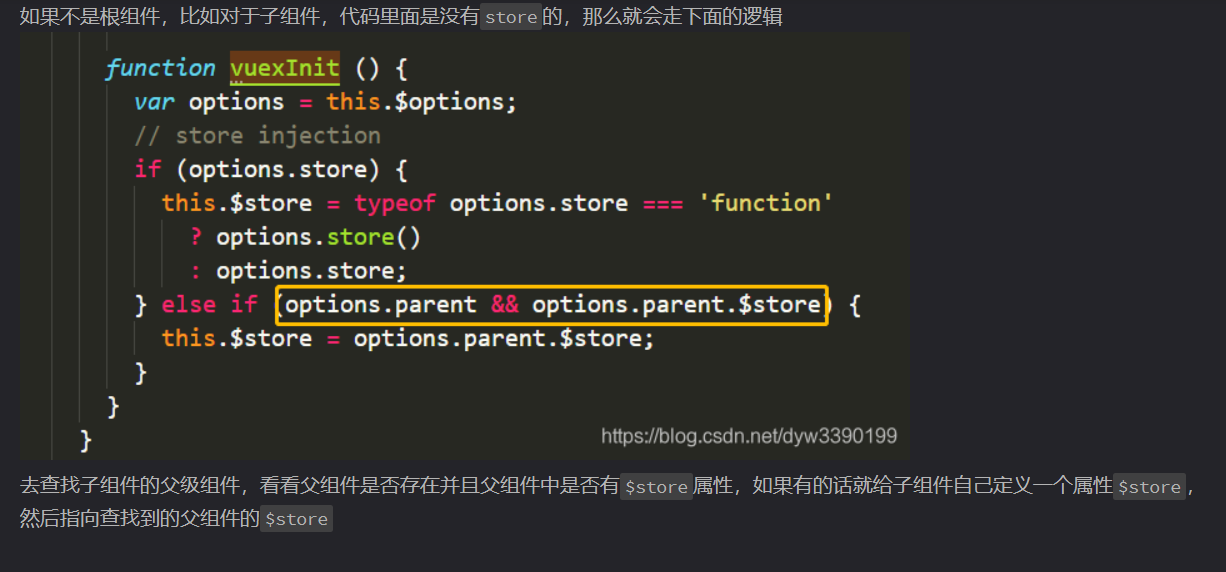 如果不是根组件，比如对于子组件，代码里面是没有store的，那么就会走下面的逻辑
function vuexInit () {
var options = this.$options;
// store injection
if (options.store) {
this.$store = typeof options.store === 'function'
? options.store()
: options.store;
} else if (options.parent && options.parent.$store) {
this.$store = options.parent.$store;
}
}
}
https://blog.csdn.net/dyw3390199
去查找子组件的父级组件，看看父组件是否存在并且父组件中是否有$store属性，如果有的话就给子组件自己定义一个属性$store，
然后指向查找到的父组件的$store